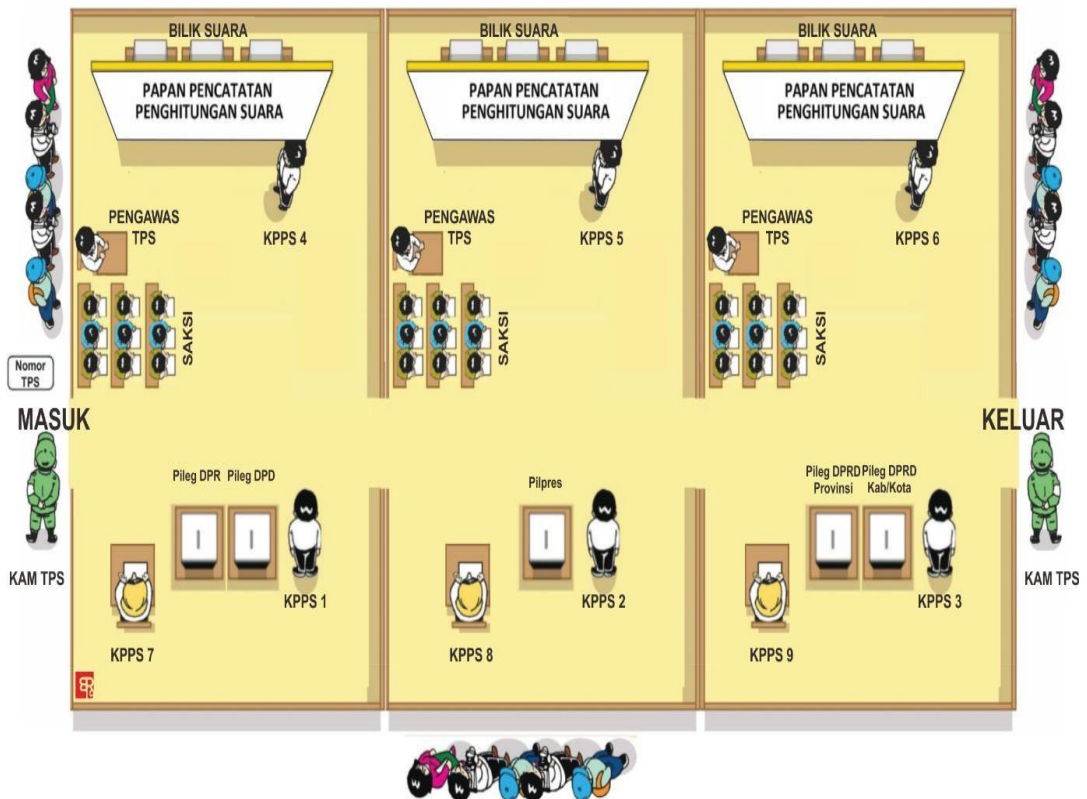 BILIK SUARA
PAPAN PENCATATAN
PENGHITUNGAN SUARA
KPPS 4
PENGAWAS
TPS
SAKSI
BILIK SUARA
PAPAN PENCATATAN
PENGHITUNGAN SUARA
KPPS 5
PENGAWAS
TPS
SAKSI
BILIK SUARA
PAPAN PENCATATAN
PENGHITUNGAN SUARA
KPPS 6
PENGAWAS
TPS
SAKSI
Nomor
TPS
MASUK
KELUAR
KAM TPS
Pileg DPR
Pileg DPD
KPPS 1
KPPS 7
Pilpres
KPPS 2
KPPS 8
Pileg DPRD
Provinsi
Pileg DPRD
Kab/Kota
KPPS 3
KPPS 9
KAM TPS